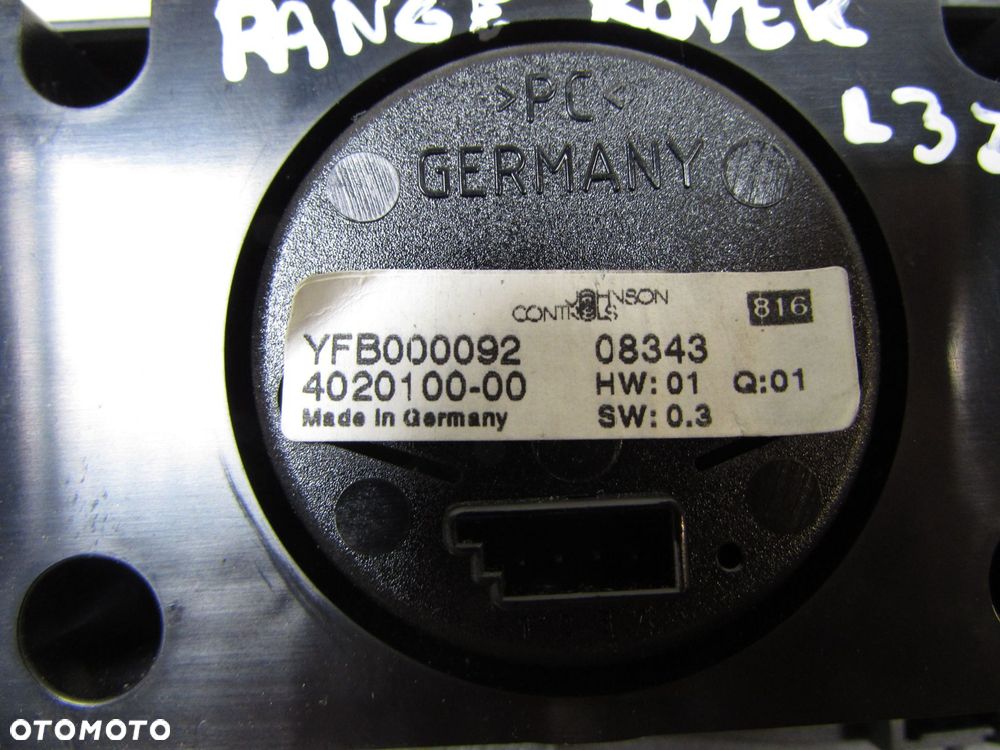 RANGE ROVER
L32
>PC<
GERMANY
JOHNSON
CONTROLS
816
YFB000092 08343
4020100-00 HW: 01 Q:01
Made in Germany SW: 0.3
OTOMOTO